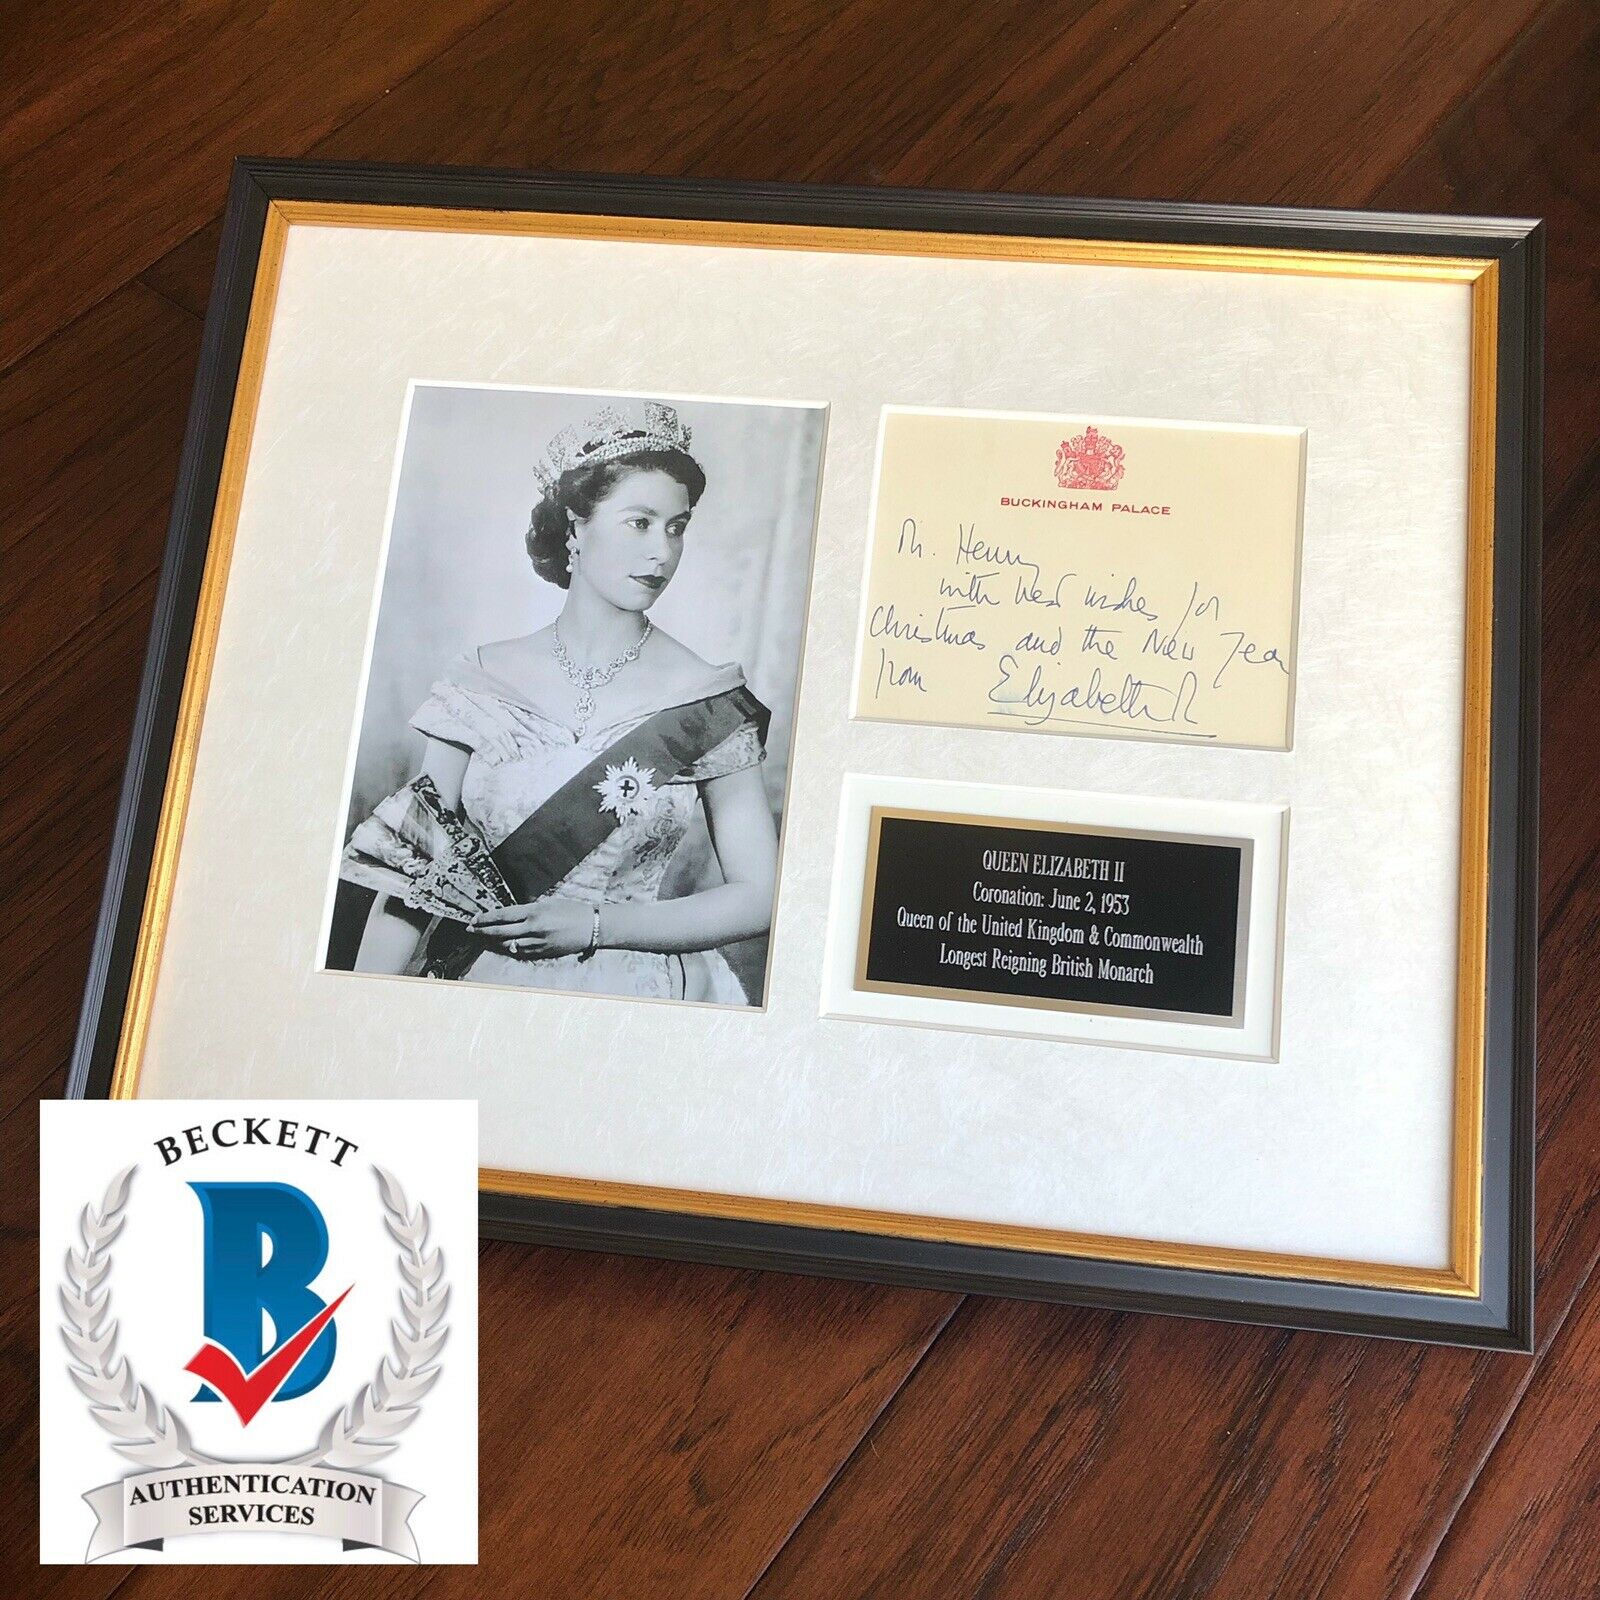 BUCKINGHAM PALACE
Mr. Henry
with best wishes for
Christmas and the New Year
from Elizabeth R
QUEEN ELIZABETH II
Coronation: June 2, 1953
Queen of the United Kingdom & Commonwealth
Longest Reigning British Monarch
BECKETT
B
AUTHENTICATION
SERVICES